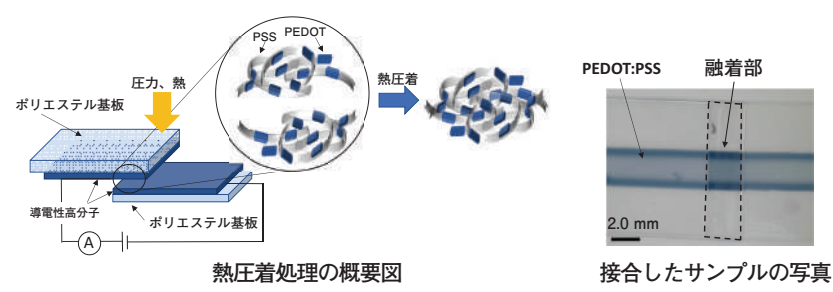 PSS
PEDOT
圧力、熱
熱圧着
ポリエステル基板
導電性高分子
ポリエステル基板
A
熱圧着処理の概要図
PEDOT:PSS
融着部
2.0 mm
接合したサンプルの写真